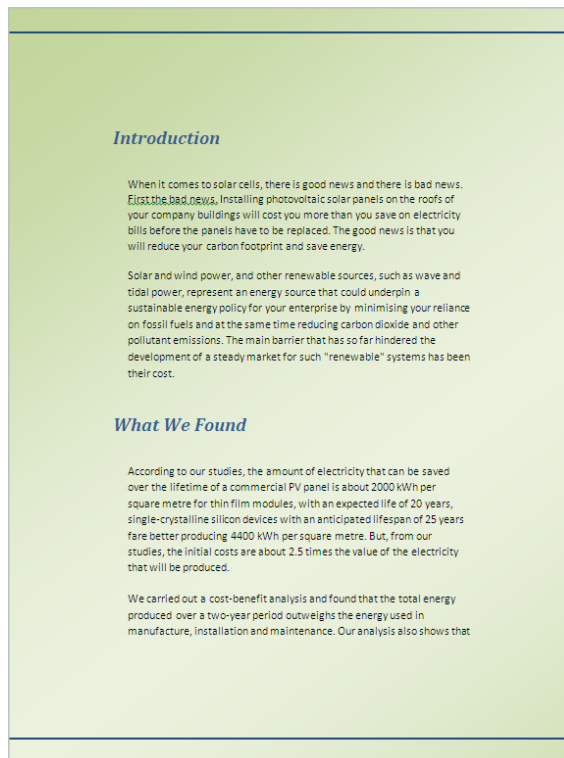 Introduction
When it comes to solar cells, there is good news and there is bad news.
First the bad news. Installing photovoltaic solar panels on the roofs of
your company buildings will cost you more than you save on electricity
bills before the panels have to be replaced. The good news is that you
will reduce your carbon footprint and save energy.
Solar and wind power, and other renewable sources, such as wave and
tidal power, represent an energy source that could underpin a
sustainable energy policy for your enterprise by minimising your reliance
on fossil fuels and at the same time reducing carbon dioxide and other
pollutant emissions. The main barrier that has so far hindered the
development of a steady market for such "renewable" systems has been
their cost.
What We Found
According to our studies, the amount of electricity that can be saved
over the lifetime of a commercial PV panel is about 2000 kWh per
square metre for thin film modules, with an expected life of 20 years,
single-crystalline silicon devices with an anticipated lifespan of 25 years
fare better producing 4400 kWh per square metre. But, from our
studies, the initial costs are about 2.5 times the value of the electricity
that will be produced.
We carried out a cost-benefit analysis and found that the total energy
produced over a two-year period outweighs the energy used in
manufacture, installation and maintenance. Our analysis also shows that